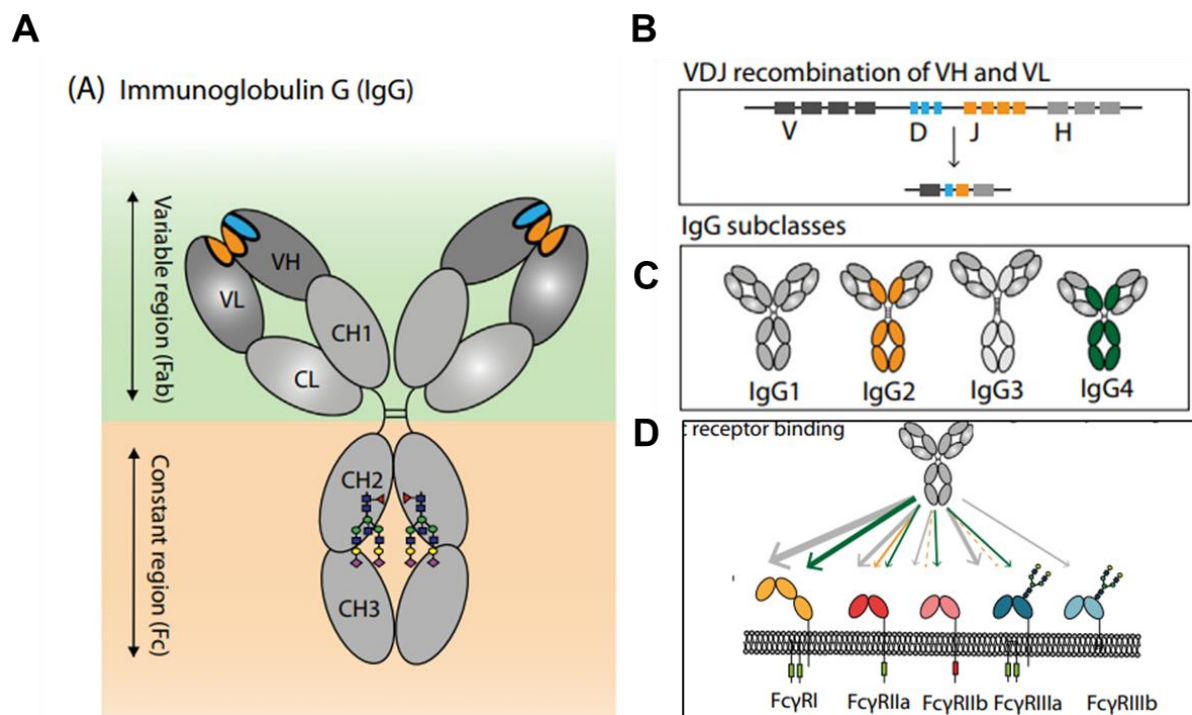 A
(A) Immunoglobulin G (IgG)
Variable region (Fab)
Constant region (Fc)
VH
VL
CH1
CL
CH2
CH3
B
VDJ recombination of VH and VL
V D J H
IgG subclasses
C
IgG1 IgG2 IgG3 IgG4
D
receptor binding
FcγRI FcγRIIa FcγRIIb FcγRIIIa FcγRIIIb